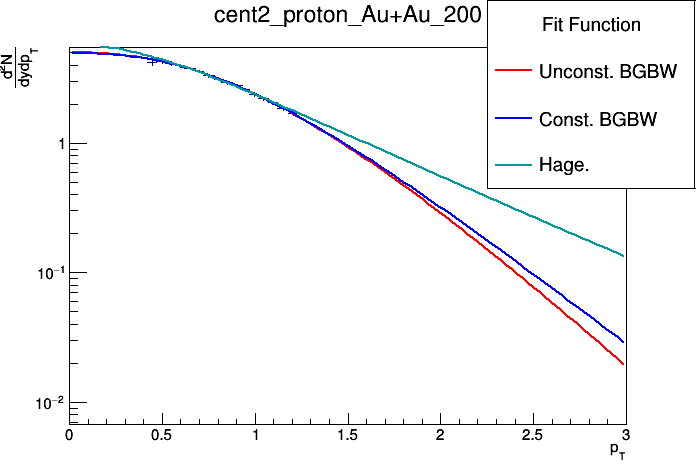 cent2_proton_Au+Au_200
Fit Function
Unconst. BGBW
Const. BGBW
Hage.
d²N
dydp_T
1
10⁻¹
10⁻²
0 0.5 1 1.5 2 2.5 3
p_T